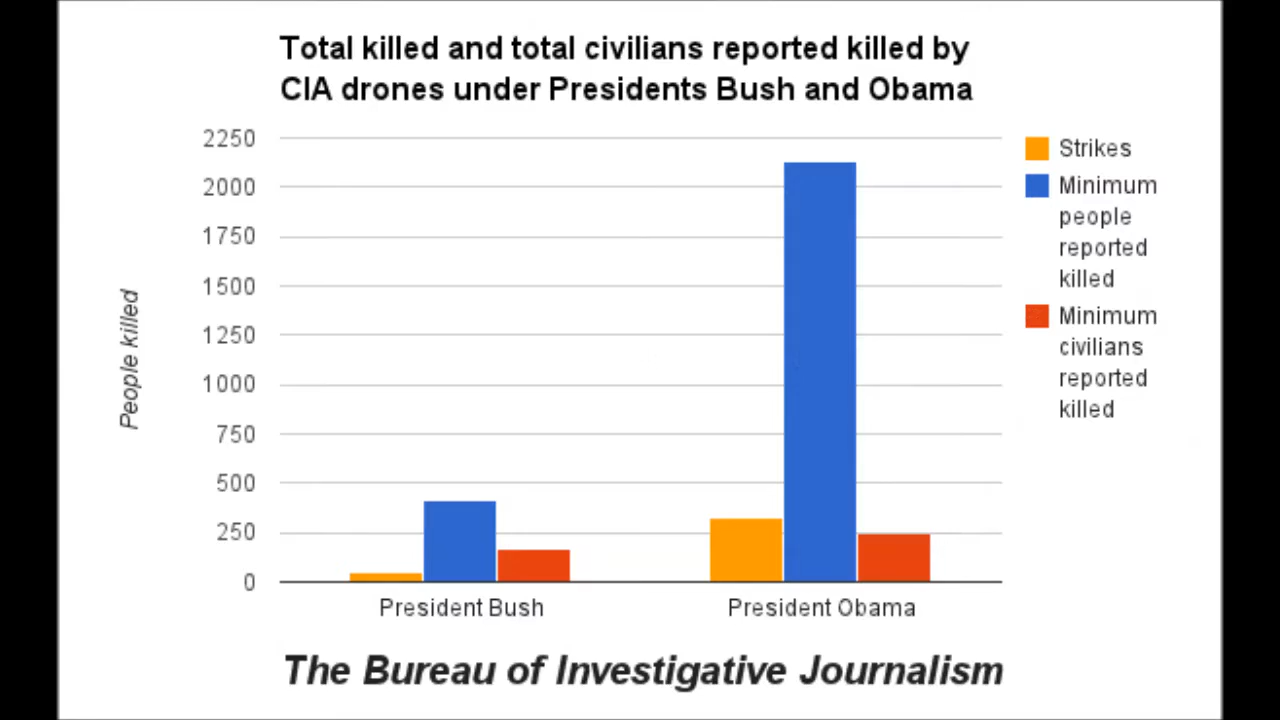 Total killed and total civilians reported killed by
CIA drones under Presidents Bush and Obama
2250
2000
1750
1500
1250
1000
750
500
250
0
People killed
President Bush
President Obama
Strikes
Minimum
people
reported
killed
Minimum
civilians
reported
killed
The Bureau of Investigative Journalism